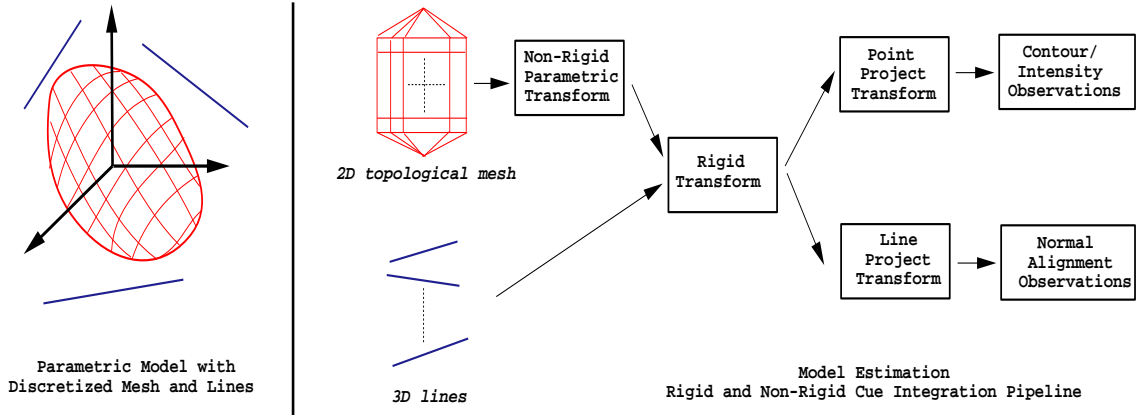 Parametric Model with
Discretized Mesh and Lines
2D topological mesh
Non-Rigid
Parametric
Transform
3D lines
Rigid
Transform
Point
Project
Transform
Contour/
Intensity
Observations
Line
Project
Transform
Normal
Alignment
Observations
Model Estimation
Rigid and Non-Rigid Cue Integration Pipeline